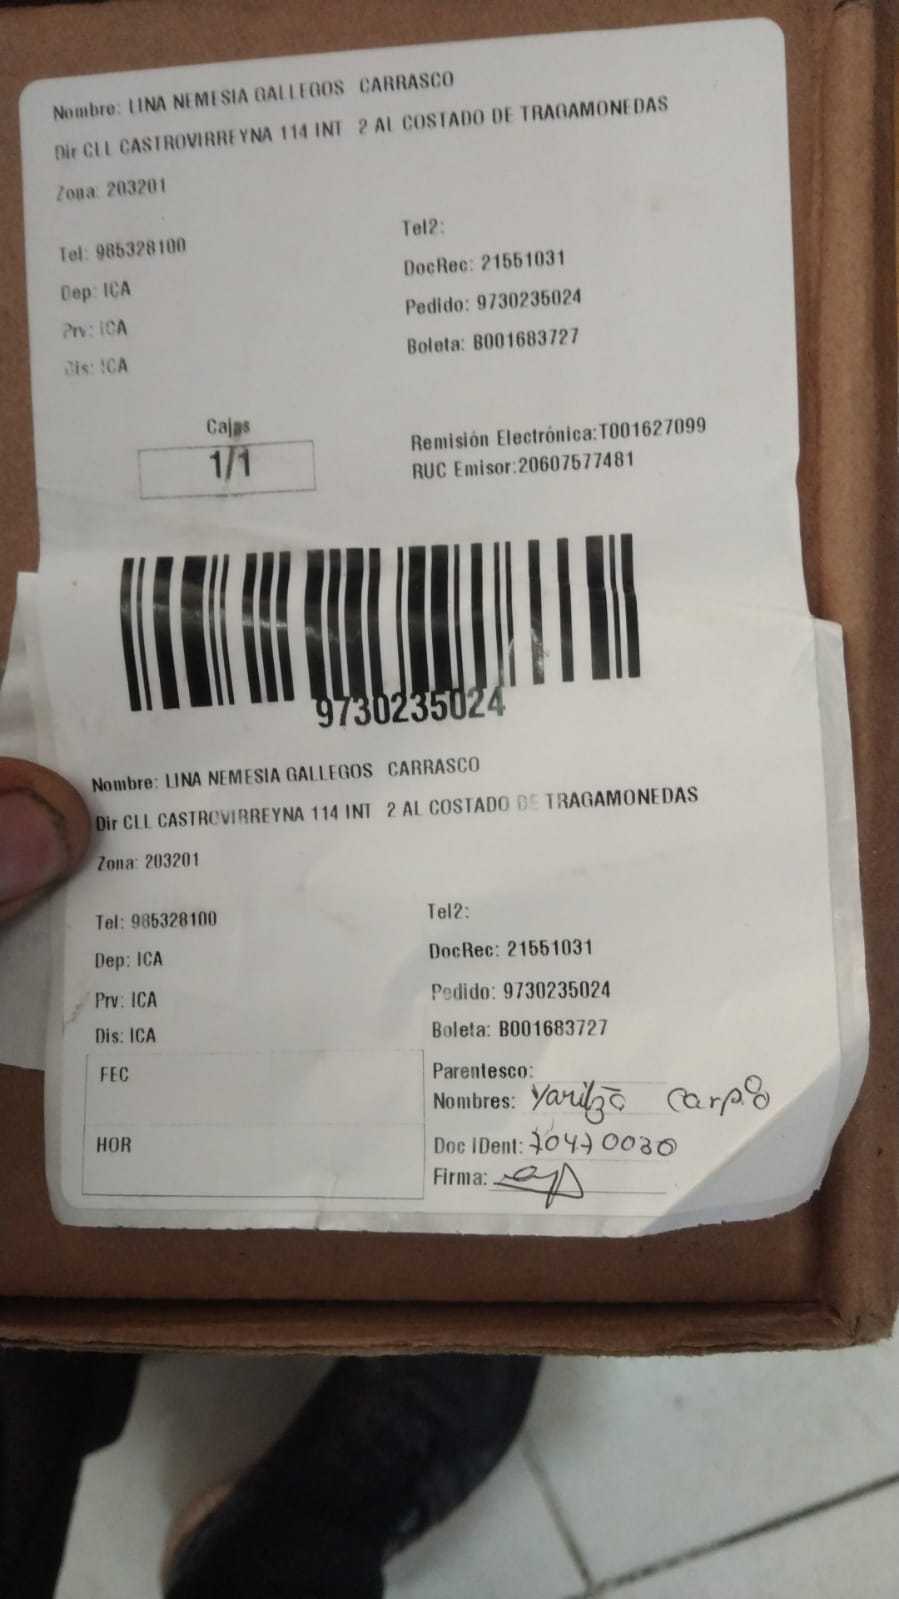 Nombre: LINA NEMESIA GALLEGOS CARRASCO
Dir CLL CASTROVIRREYNA 114 INT 2 AL COSTADO DE TRAGAMONEDAS
Zona: 203201
Tel: 985328100 Tel2:
Dep: ICA DocRec: 21551031
Prv: ICA Pedido: 9730235024
Dis: ICA Boleta: B001683727
Cajas
1/1
Remisión Electrónica:T001627099
RUC Emisor:20607577481
9730235024
Nombre: LINA NEMESIA GALLEGOS CARRASCO
Dir CLL CASTROVIRREYNA 114 INT 2 AL COSTADO DE TRAGAMONEDAS
Zona: 203201
Tel: 985328100 Tel2:
Dep: ICA DocRec: 21551031
Prv: ICA Pedido: 9730235024
Dis: ICA Boleta: B001683727
FEC Parentesco:
Nombres: Yaritza Carpio
HOR Doc IDent: 70470030
Firma: